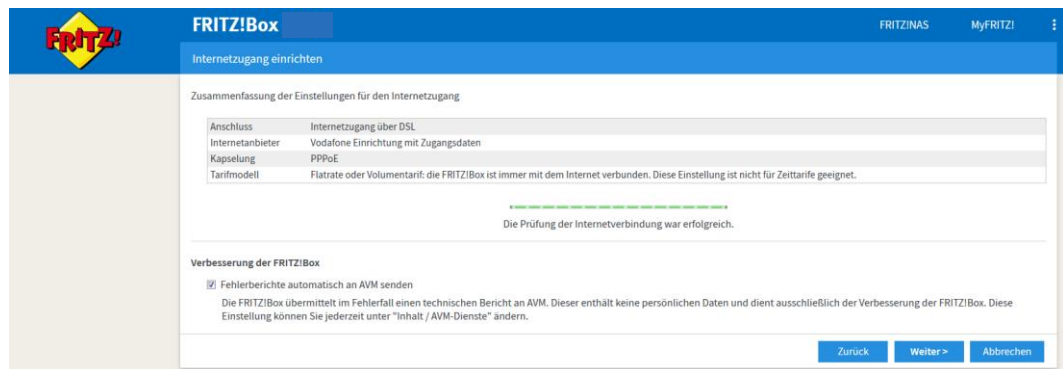 FRITZ!
FRITZ!Box
FRITZ!NAS
MyFRITZ!
Internetzugang einrichten
Zusammenfassung der Einstellungen für den Internetzugang
Anschluss Internetzugang über DSL
Internetanbieter Vodafone Einrichtung mit Zugangsdaten
Kapselung PPPoE
Tarifmodell Flatrate oder Volumentarif: die FRITZ!Box ist immer mit dem Internet verbunden. Diese Einstellung ist nicht für Zeittarife geeignet.
Die Prüfung der Internetverbindung war erfolgreich.
Verbesserung der FRITZ!Box
Fehlerberichte automatisch an AVM senden
Die FRITZ!Box übermittelt im Fehlerfall einen technischen Bericht an AVM. Dieser enthält keine persönlichen Daten und dient ausschließlich der Verbesserung der FRITZ!Box. Diese
Einstellung können Sie jederzeit unter "Inhalt / AVM-Dienste" ändern.
Zurück
Weiter >
Abbrechen